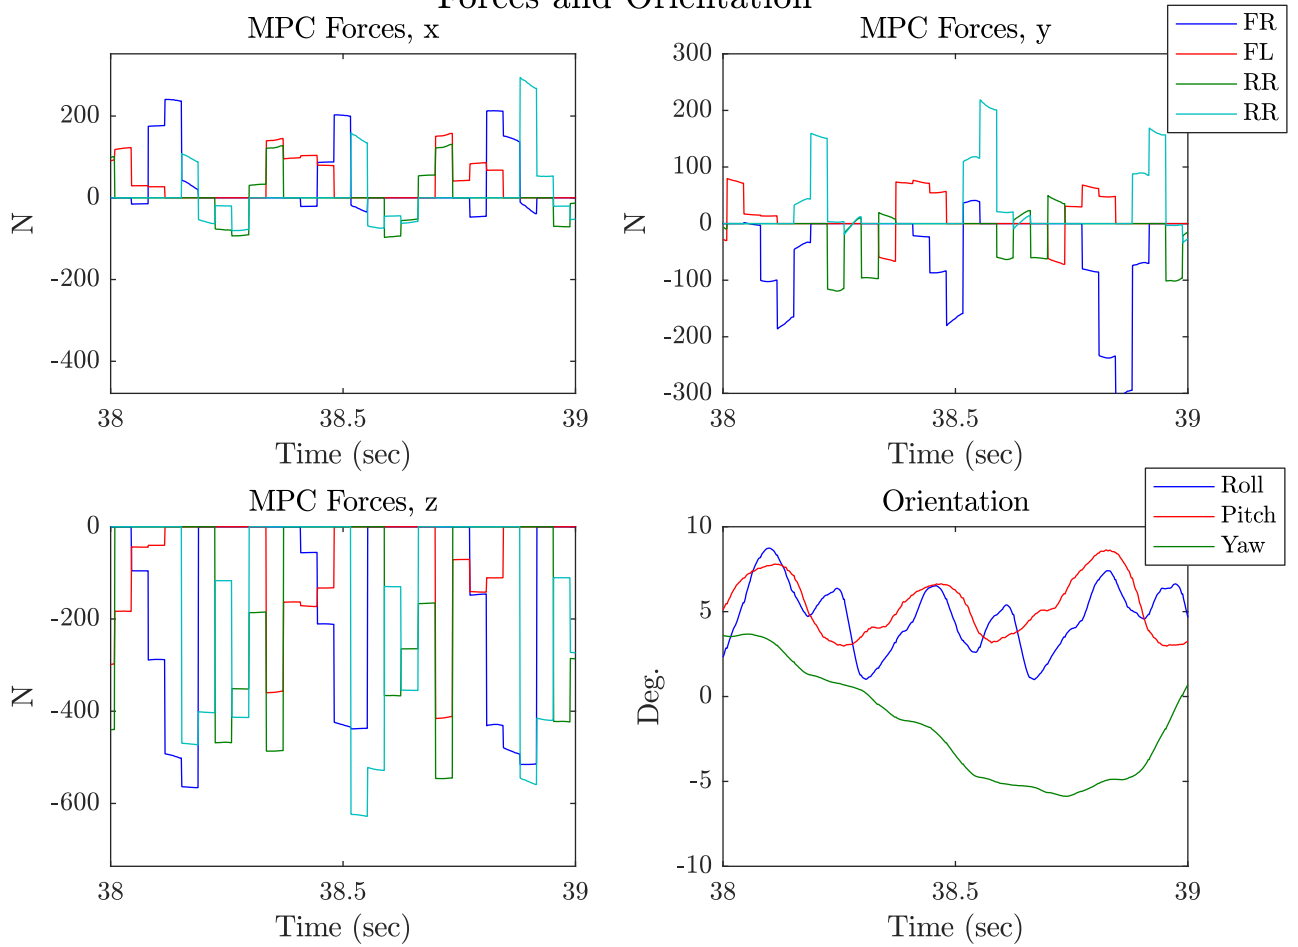 Forces and Orientation
MPC Forces, x
200
0
-200
-400
N
38
38.5
39
Time (sec)
MPC Forces, y
300
200
100
0
-100
-200
-300
N
38
38.5
39
Time (sec)
FR
FL
RR
RR
MPC Forces, z
0
-200
-400
-600
N
38
38.5
39
Time (sec)
Orientation
10
5
0
-5
-10
Deg.
38
38.5
39
Time (sec)
Roll
Pitch
Yaw